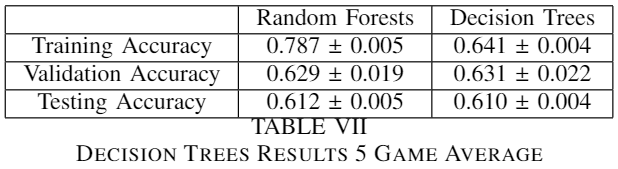 Random Forests Decision Trees
Training Accuracy 0.787 ± 0.005 0.641 ± 0.004
Validation Accuracy 0.629 ± 0.019 0.631 ± 0.022
Testing Accuracy 0.612 ± 0.005 0.610 ± 0.004
TABLE VII
DECISION TREES RESULTS 5 GAME AVERAGE